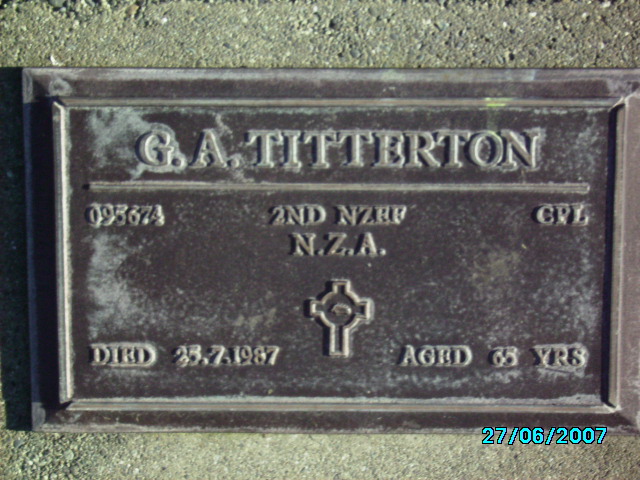 G. A. TITTERTON
095674 2ND NZEF CPL
N.Z.A.
DIED 25.7.1987 AGED 65 YRS
27/06/2007